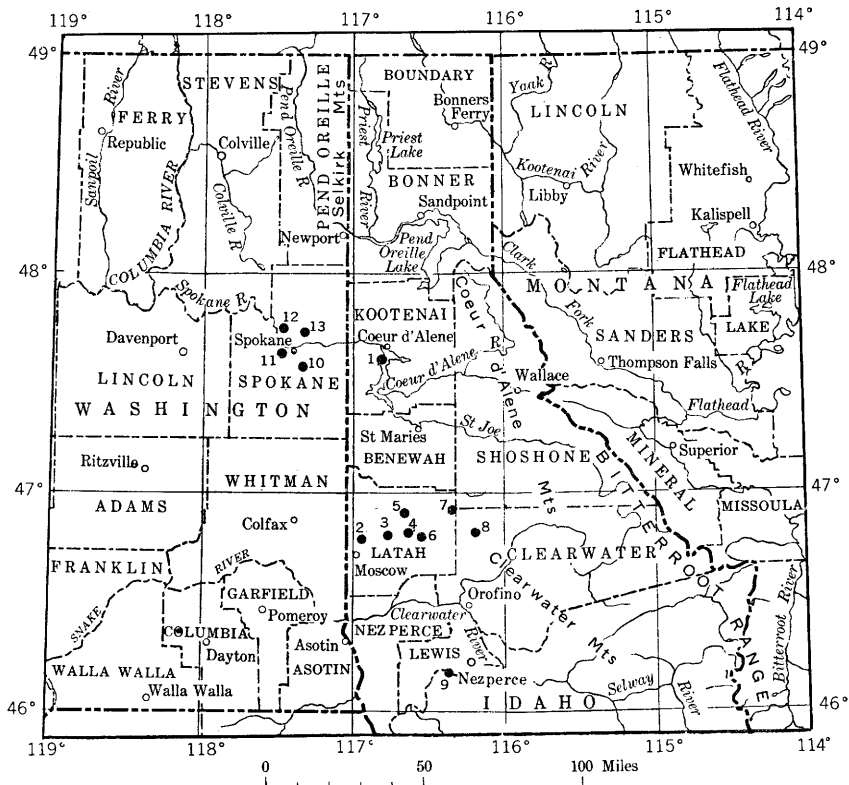 119° 118° 117° 116° 115° 114°
49° 49°
STEVENS
PEND OREILLE
Selkirk Mts
BOUNDARY
Bonners
Ferry
Yaak R
LINCOLN
Flathead River
Sanpoil River
FERRY
Republic
Colville
Pend Oreille R
Priest River
Priest
Lake
Kootenai River
Libby
Whitefish
Kalispell
COLUMBIA RIVER
Colville R
BONNER
Sandpoint
Newport
Pend
Oreille
Lake
Clark Fork
FLATHEAD
48° 48°
MONTANA
Flathead
Lake
Spokane R
12
13
KOOTENAI
Coeur d'Alene
Coeur d'Alene Mts
SANDERS
LAKE
Davenport
Spokane
11
10
1
Coeur d'Alene R
Thompson Falls
R
LINCOLN
SPOKANE
Wallace
Flathead
WASHINGTON
St Maries
St Joe
MINERAL
Superior
Ritzville
BENEWAH
SHOSHONE
BITTERROOT RANGE
WHITMAN
47° 47°
ADAMS
Colfax
5
7
MISSOULA
2
3
4
6
8
LATAH
Moscow
CLEARWATER
FRANKLIN
SNAKE RIVER
GARFIELD
Pomeroy
Clearwater Mts
Orofino
Clearwater River
COLUMBIA
Dayton
Asotin
ASOTIN
NEZ PERCE
LEWIS
Bitterroot River
WALLA WALLA
Walla Walla
9
Nezperce
Selway River
46° 46°
IDAHO
119° 118° 117° 116° 115° 114°
0 50 100 Miles